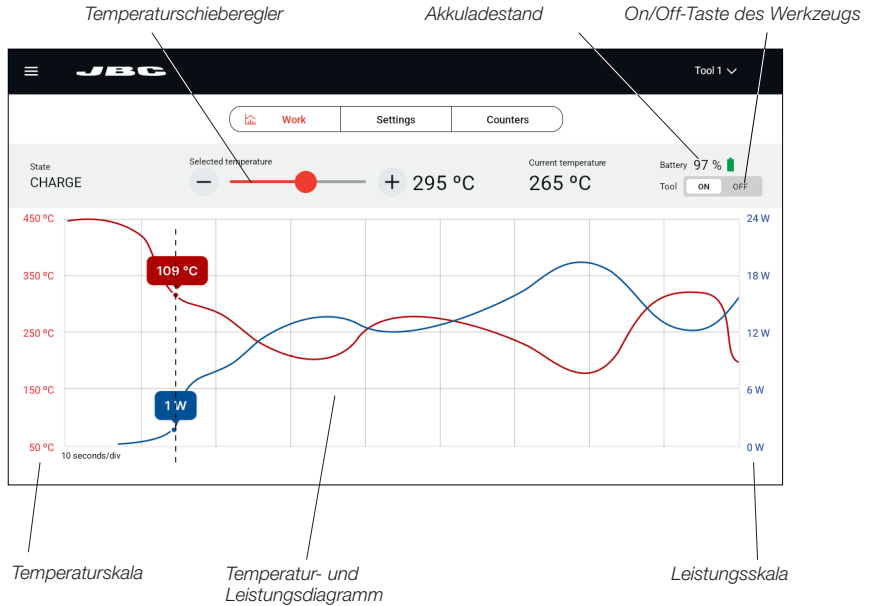 Temperaturschieberegler
Akkuladestand
On/Off-Taste des Werkzeugs
JBC
Tool 1
Work
Settings
Counters
State
CHARGE
Selected temperature
− + 295 ºC
Current temperature
265 ºC
Battery 97 %
Tool ON OFF
450 ºC
350 ºC
250 ºC
150 ºC
50 ºC
109 ºC
1 W
24 W
18 W
12 W
6 W
0 W
10 seconds/div
Temperaturskala
Temperatur- und
Leistungsdiagramm
Leistungsskala